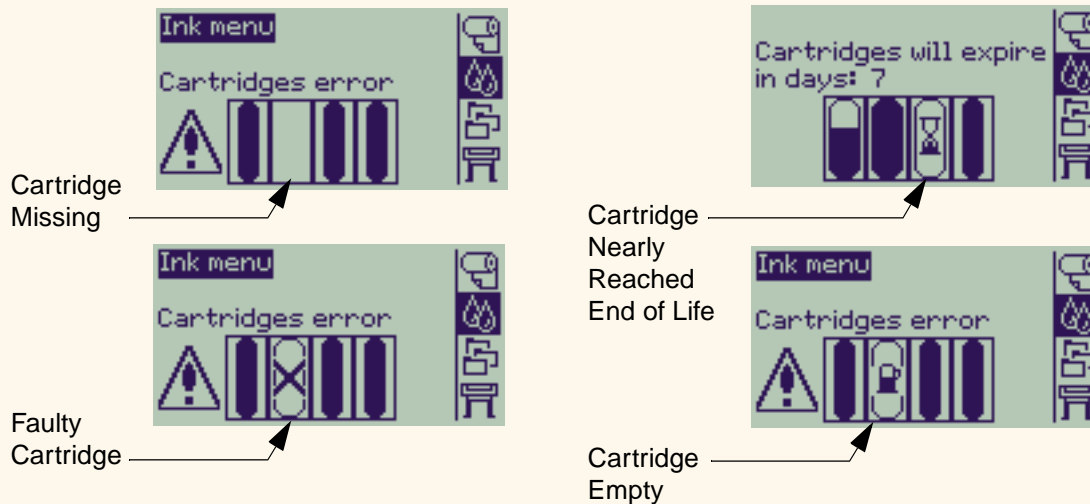 Ink menu
Cartridges error
Cartridge
Missing
Cartridges will expire
in days: 7
Cartridge
Nearly
Reached
End of Life
Ink menu
Cartridges error
Faulty
Cartridge
Ink menu
Cartridges error
Cartridge
Empty